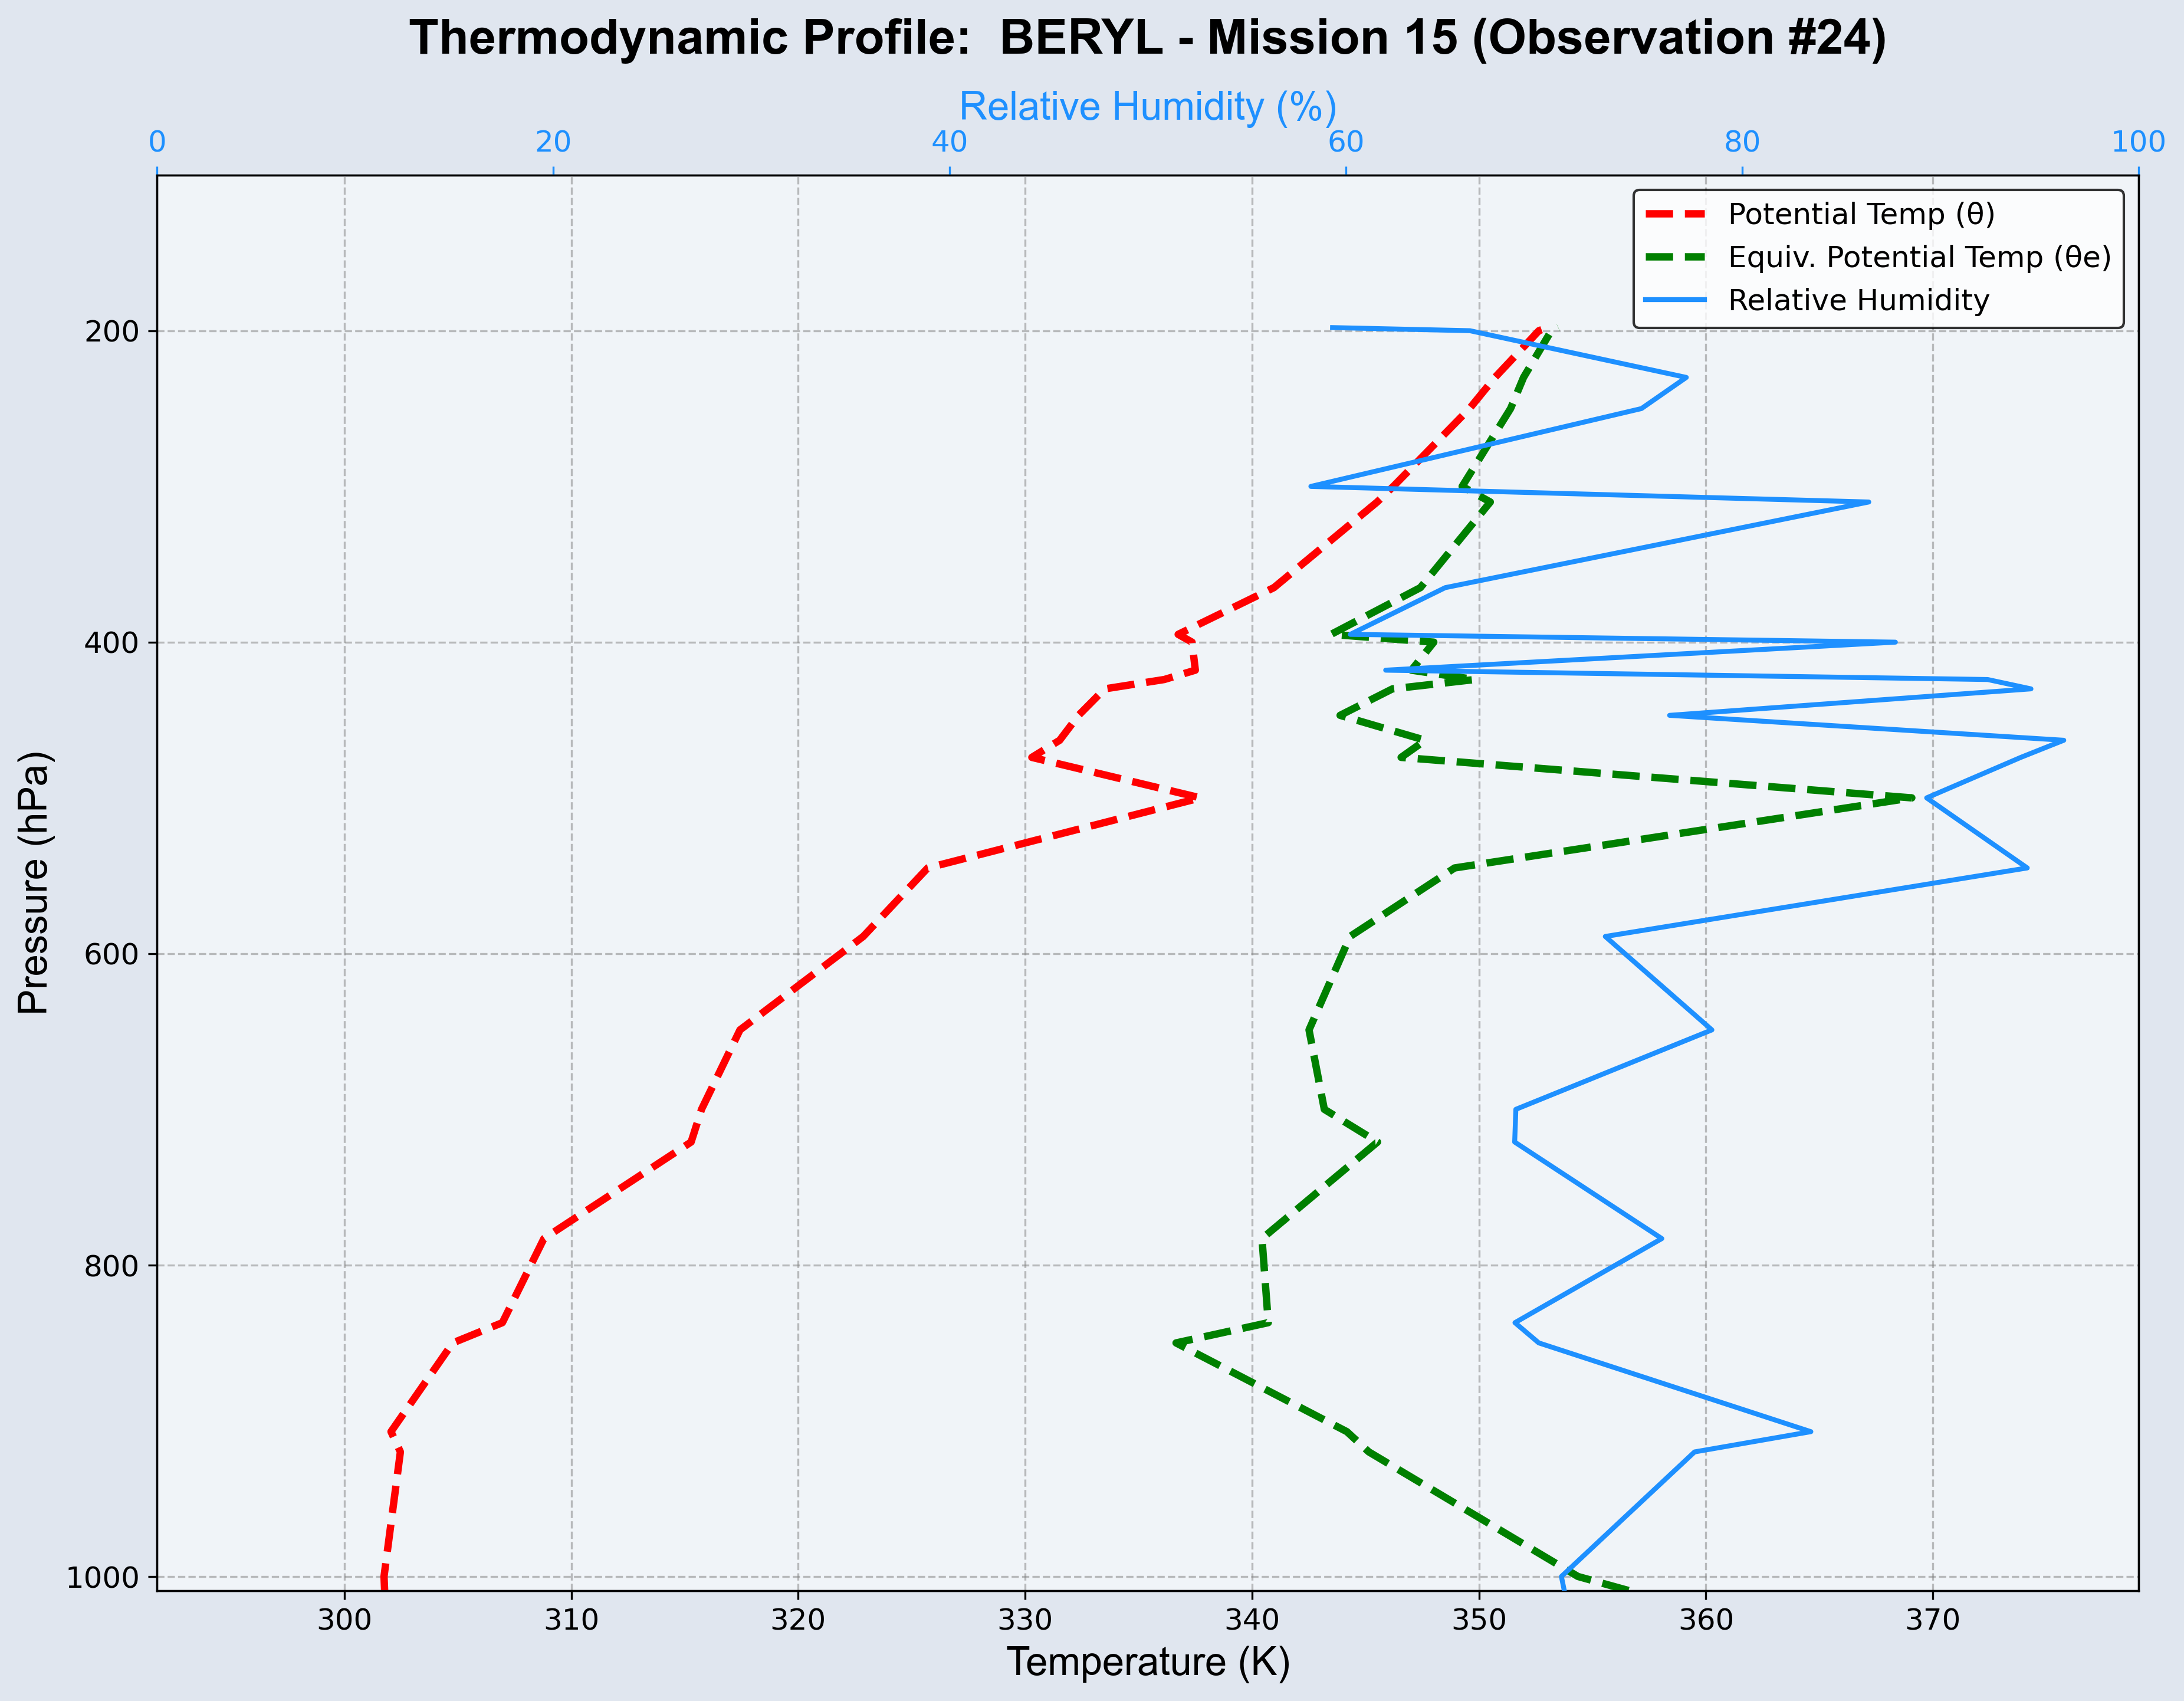 Thermodynamic Profile:  BERYL - Mission 15 (Observation #24)
Relative Humidity (%)
0 20 40 60 80 100
Potential Temp (θ)
Equiv. Potential Temp (θe)
Relative Humidity
Pressure (hPa)
200
400
600
800
1000
300 310 320 330 340 350 360 370
Temperature (K)